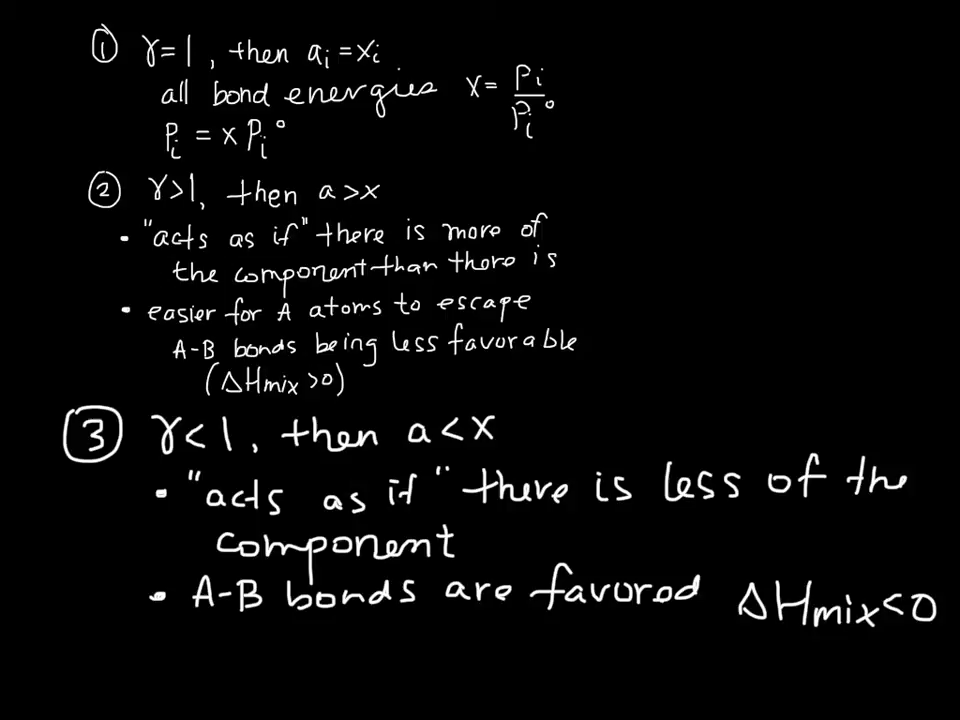 ① γ=1, then aᵢ=xᵢ
all bond energies x= Pᵢ/Pᵢ°
Pᵢ = x Pᵢ°
② γ>1, then a>x
• "acts as if" there is more of
the component than there is
• easier for A atoms to escape
A-B bonds being less favorable
(ΔHmix >0)
③ γ<1, then a<x
• "acts as if" there is less of the
component
• A-B bonds are favored ΔHmix<0